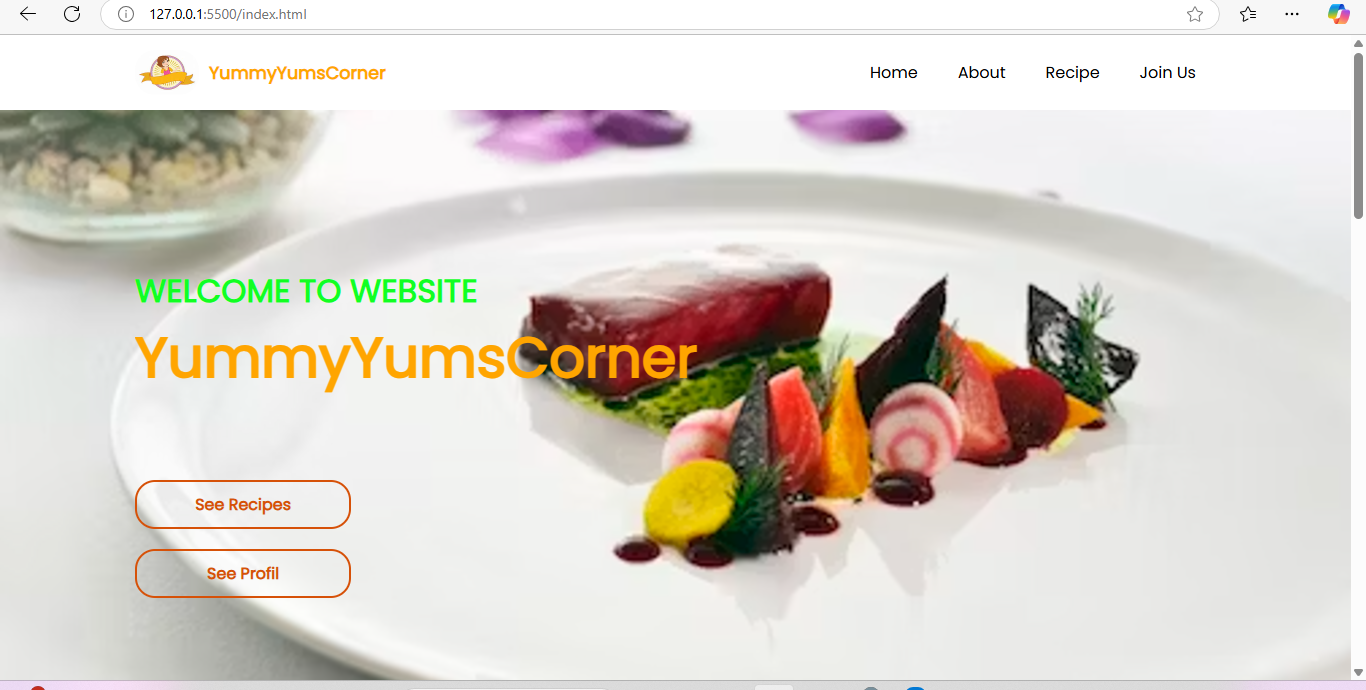 127.0.0.1:5500/index.html
YummyYumsCorner
Home
About
Recipe
Join Us
WELCOME TO WEBSITE
YummyYumsCorner
See Recipes
See Profil